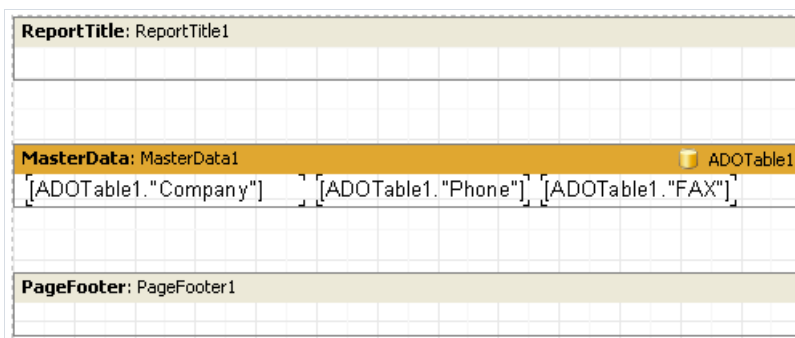 ReportTitle: ReportTitle1
MasterData: MasterData1 ADOTable1
[ADOTable1."Company"] [ADOTable1."Phone"] [ADOTable1."FAX"]
PageFooter: PageFooter1